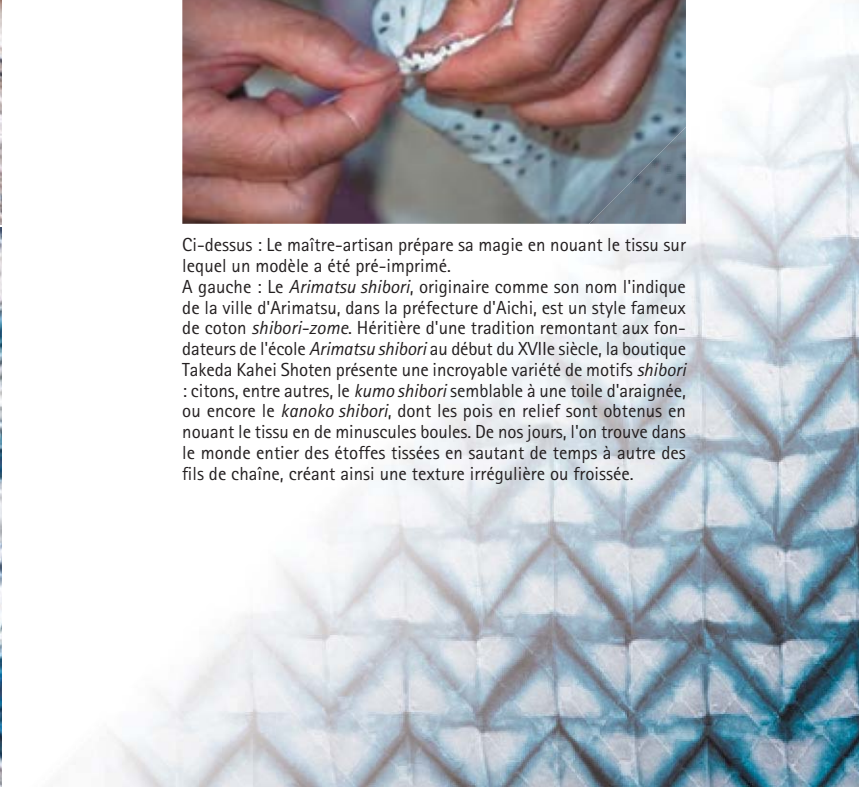 Ci-dessus : Le maître-artisan prépare sa magie en nouant le tissu sur
lequel un modèle a été pré-imprimé.
A gauche : Le Arimatsu shibori, originaire comme son nom l'indique
de la ville d'Arimatsu, dans la préfecture d'Aichi, est un style fameux
de coton shibori-zome. Héritière d'une tradition remontant aux fon-
dateurs de l'école Arimatsu shibori au début du XVIIe siècle, la boutique
Takeda Kahei Shoten présente une incroyable variété de motifs shibori
: citons, entre autres, le kumo shibori semblable à une toile d'araignée,
ou encore le kanoko shibori, dont les pois en relief sont obtenus en
nouant le tissu en de minuscules boules. De nos jours, l'on trouve dans
le monde entier des étoffes tissées en sautant de temps à autre des
fils de chaîne, créant ainsi une texture irrégulière ou froissée.